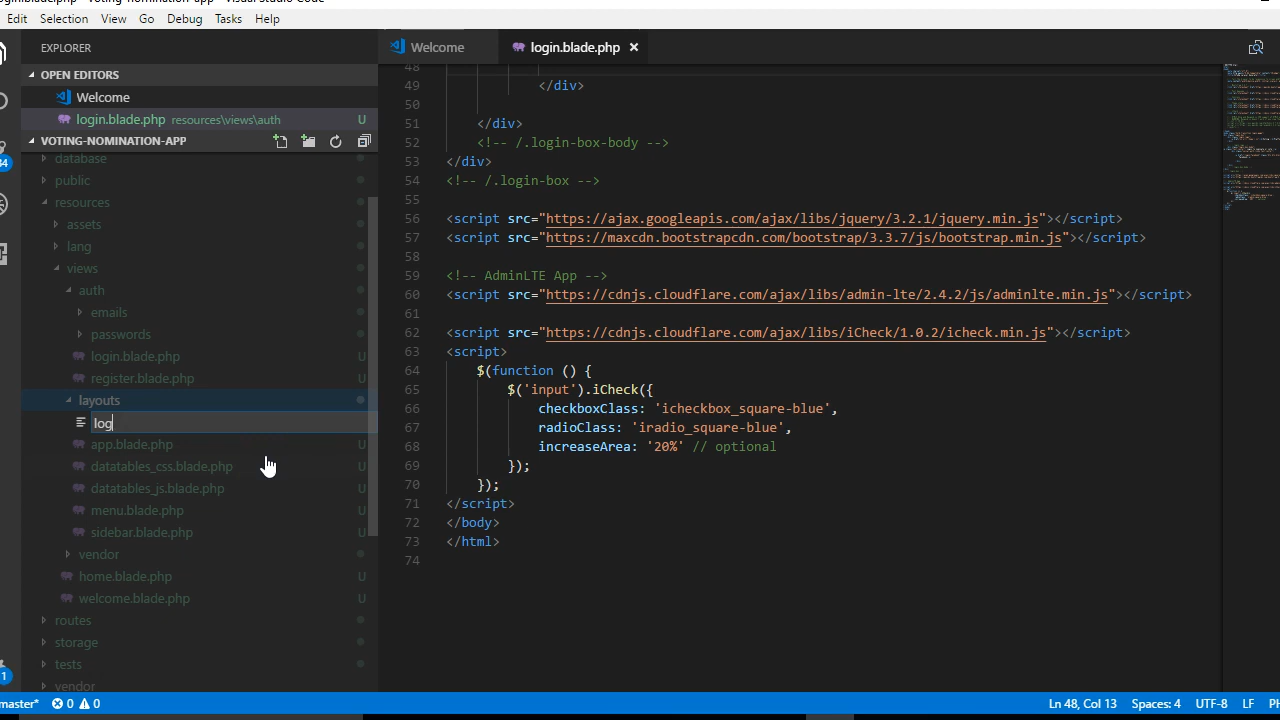 Edit Selection View Go Debug Tasks Help
EXPLORER
OPEN EDITORS
Welcome
login.blade.php resources\views\auth U
VOTING-NOMINATION-APP
database
public
resources
assets
lang
views
auth
emails
passwords
login.blade.php U
register.blade.php U
layouts
log
app.blade.php U
datatables_css.blade.php U
datatables_js.blade.php U
menu.blade.php U
sidebar.blade.php U
vendor
home.blade.php U
welcome.blade.php U
routes
storage
tests
vendor
Welcome login.blade.php ×
48
49 </div>
50
51 </div>
52 <!-- /.login-box-body -->
53 </div>
54 <!-- /.login-box -->
55
56 <script src="https://ajax.googleapis.com/ajax/libs/jquery/3.2.1/jquery.min.js"></script>
57 <script src="https://maxcdn.bootstrapcdn.com/bootstrap/3.3.7/js/bootstrap.min.js"></script>
58
59 <!-- AdminLTE App -->
60 <script src="https://cdnjs.cloudflare.com/ajax/libs/admin-lte/2.4.2/js/adminlte.min.js"></script>
61
62 <script src="https://cdnjs.cloudflare.com/ajax/libs/iCheck/1.0.2/icheck.min.js"></script>
63 <script>
64 $(function () {
65 $('input').iCheck({
66 checkboxClass: 'icheckbox_square-blue',
67 radioClass: 'iradio_square-blue',
68 increaseArea: '20%' // optional
69 });
70 });
71 </script>
72 </body>
73 </html>
74
master* 0 0 Ln 48, Col 13 Spaces: 4 UTF-8 LF